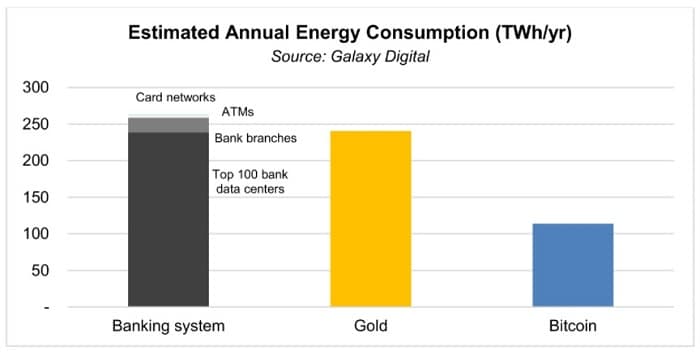 Estimated Annual Energy Consumption (TWh/yr)
Source: Galaxy Digital
300
250
200
150
100
50
-
Card networks
ATMs
Bank branches
Top 100 bank
data centers
Banking system
Gold
Bitcoin